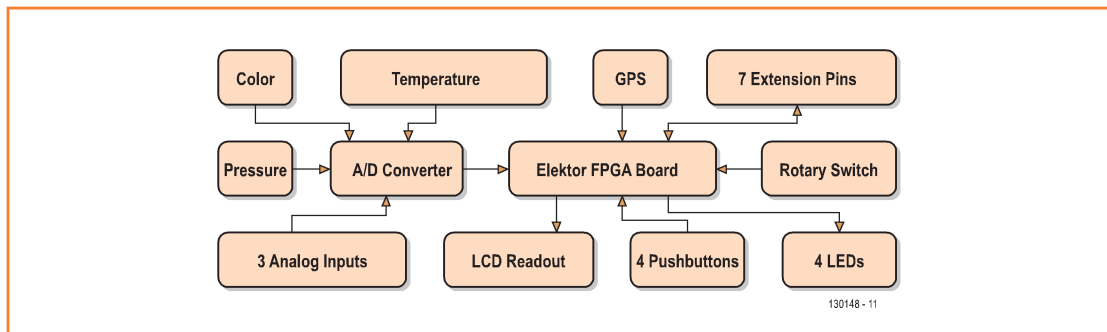 Color
Temperature
GPS
7 Extension Pins
Pressure
A/D Converter
Elektor FPGA Board
Rotary Switch
3 Analog Inputs
LCD Readout
4 Pushbuttons
4 LEDs
130148 - 11